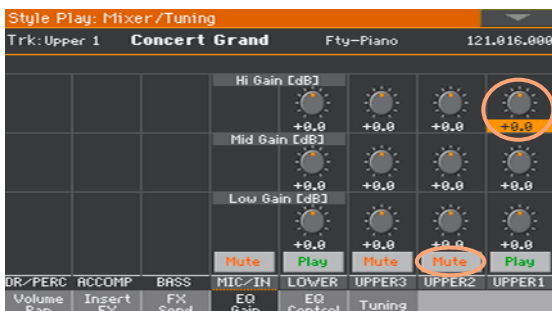 Style Play: Mixer/Tuning
Trk:Upper 1 Concert Grand Fty-Piano 121.016.000
Hi Gain [dB]
+0.0 +0.0 +0.0 +0.0
Mid Gain [dB]
+0.0 +0.0 +0.0 +0.0
Low Gain [dB]
+0.0 +0.0 +0.0 +0.0
Mute Play Mute Mute Play
DR/PERC ACCOMP BASS MIC/IN LOWER UPPER3 UPPER2 UPPER1
Volume Insert FX EQ EQ Tuning
Pan FX Send Gain Control